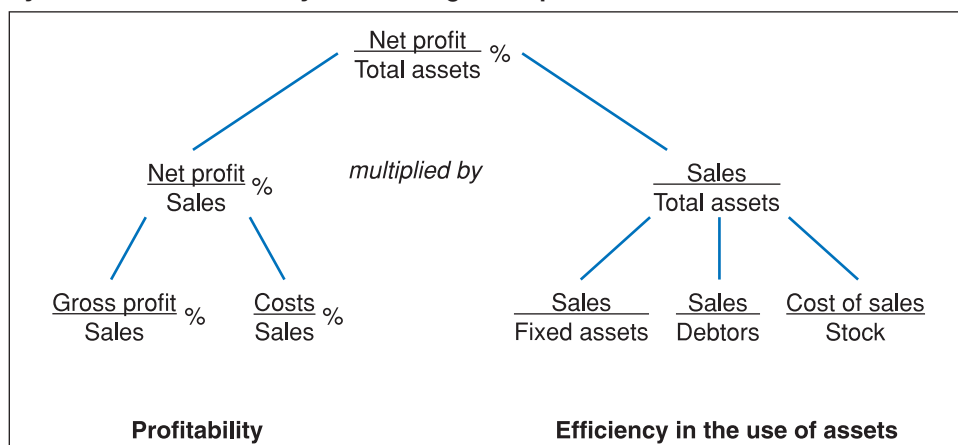 Net profit
Total assets %
Net profit
Sales %
multiplied by
Sales
Total assets
Gross profit
Sales %
Costs
Sales %
Sales
Fixed assets
Sales
Debtors
Cost of sales
Stock
Profitability
Efficiency in the use of assets